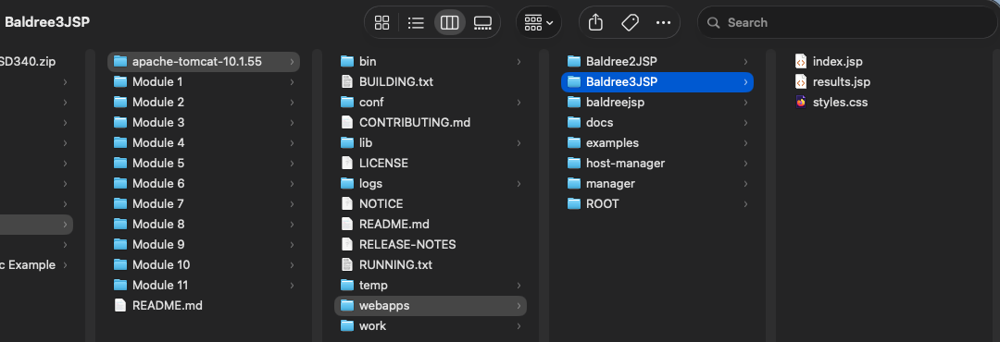 Baldree3JSP
Search
SD340.zip
c Example
apache-tomcat-10.1.55
Module 1
Module 2
Module 3
Module 4
Module 5
Module 6
Module 7
Module 8
Module 9
Module 10
Module 11
README.md
bin
BUILDING.txt
conf
CONTRIBUTING.md
lib
LICENSE
logs
NOTICE
README.md
RELEASE-NOTES
RUNNING.txt
temp
webapps
work
Baldree2JSP
Baldree3JSP
baldreejsp
docs
examples
host-manager
manager
ROOT
index.jsp
results.jsp
styles.css